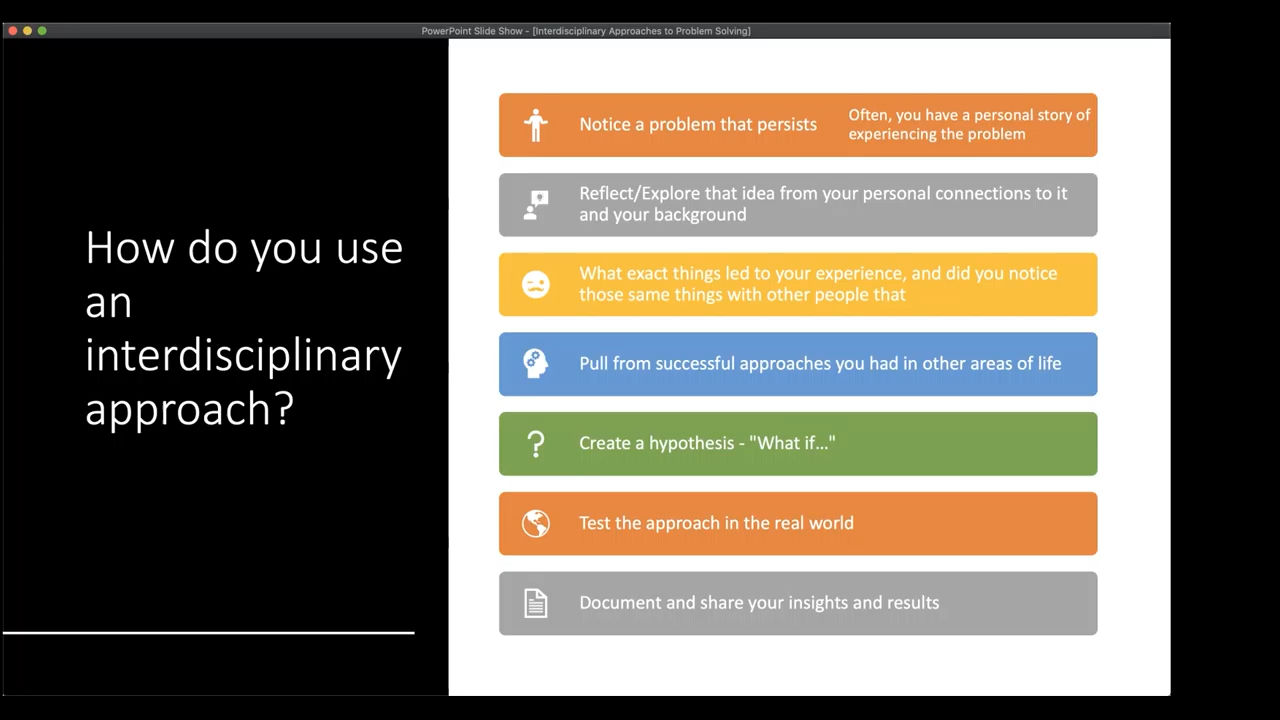 PowerPoint Slide Show - [Interdisciplinary Approaches to Problem Solving]
How do you use
an
interdisciplinary
approach?
Notice a problem that persists
Often, you have a personal story of
experiencing the problem
Reflect/Explore that idea from your personal connections to it
and your background
What exact things led to your experience, and did you notice
those same things with other people that
Pull from successful approaches you had in other areas of life
Create a hypothesis - "What if…"
Test the approach in the real world
Document and share your insights and results